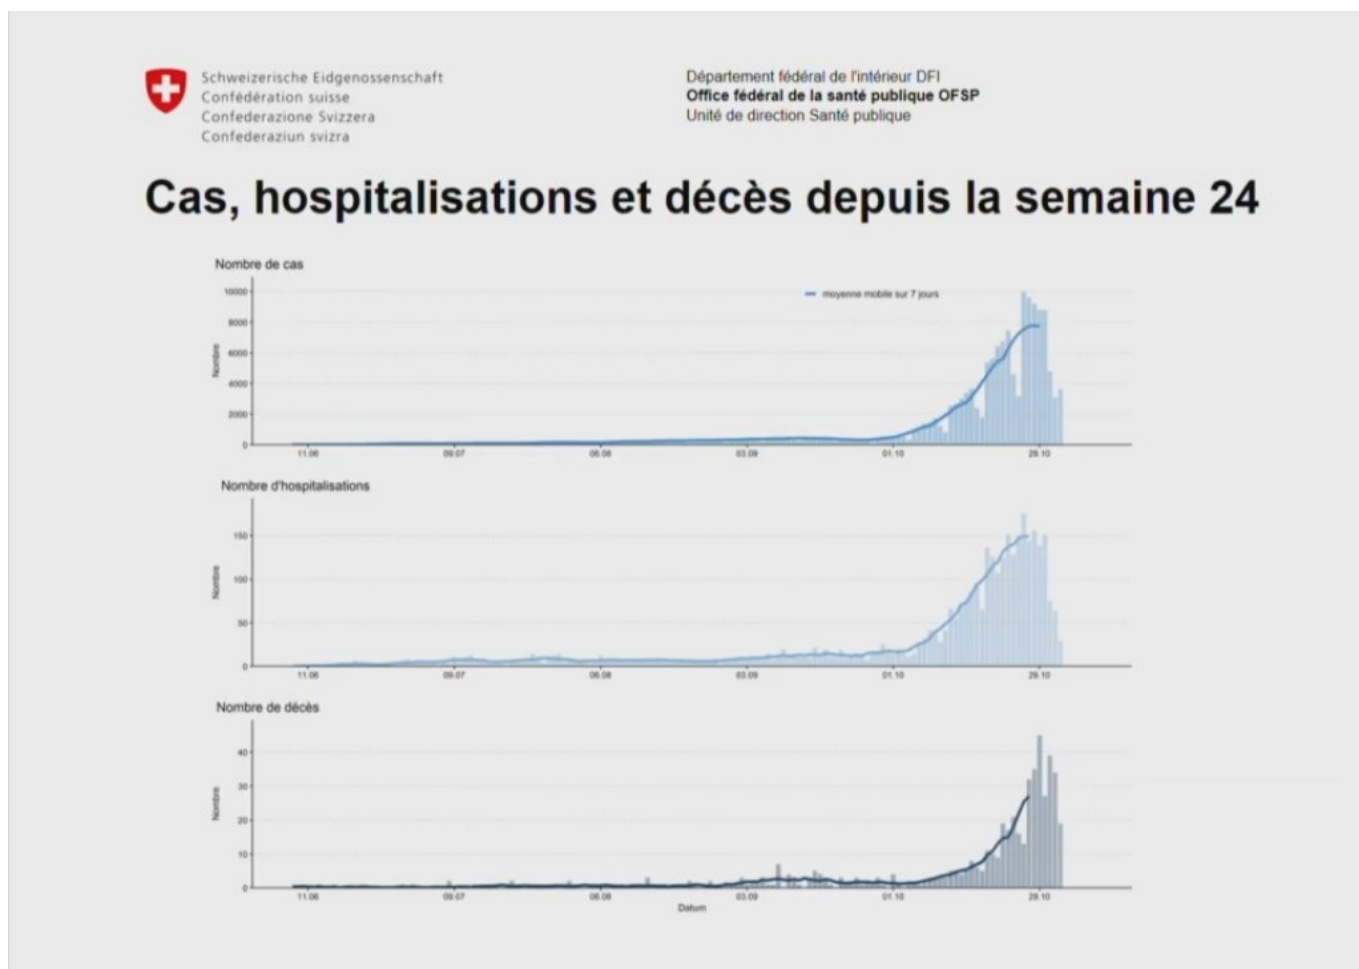 Schweizerische Eidgenossenschaft
Confédération suisse
Confederazione Svizzera
Confederaziun svizra
Département fédéral de l'intérieur DFI
Office fédéral de la santé publique OFSP
Unité de direction Santé publique
Cas, hospitalisations et décès depuis la semaine 24
Nombre de cas
moyenne mobile sur 7 jours
Nombre
10000
8000
6000
4000
2000
0
11.06 09.07 06.08 03.09 01.10 29.10
Nombre d'hospitalisations
Nombre
150
100
50
0
11.06 09.07 06.08 03.09 01.10 29.10
Nombre de décès
Nombre
40
30
20
10
0
11.06 09.07 06.08 03.09 01.10 29.10
Datum